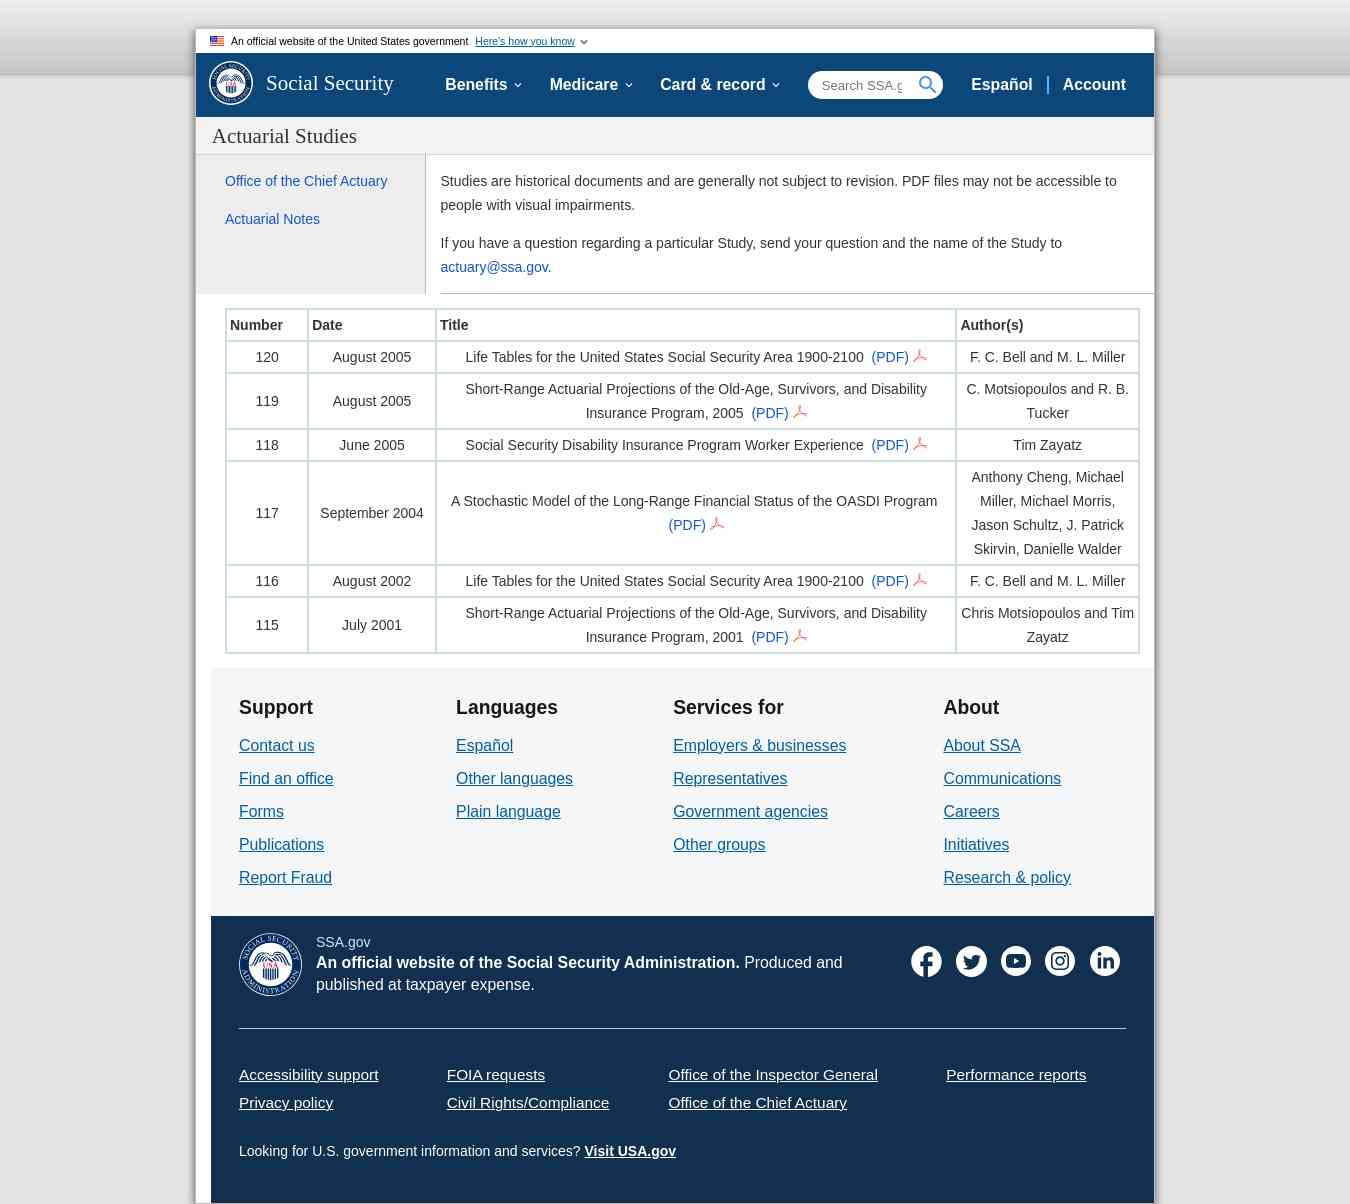 An official website of the United States government Here's how you know
Social Security
Benefits
Medicare
Card & record
Search SSA.g
Español
Account
Actuarial Studies
Office of the Chief Actuary
Actuarial Notes
Studies are historical documents and are generally not subject to revision. PDF files may not be accessible to
people with visual impairments.
If you have a question regarding a particular Study, send your question and the name of the Study to
actuary@ssa.gov.
Number Date Title Author(s)
120 August 2005 Life Tables for the United States Social Security Area 1900-2100 (PDF) F. C. Bell and M. L. Miller
119 August 2005 Short-Range Actuarial Projections of the Old-Age, Survivors, and Disability
Insurance Program, 2005 (PDF)
C. Motsiopoulos and R. B.
Tucker
118 June 2005 Social Security Disability Insurance Program Worker Experience (PDF) Tim Zayatz
117 September 2004 A Stochastic Model of the Long-Range Financial Status of the OASDI Program
(PDF)
Anthony Cheng, Michael
Miller, Michael Morris,
Jason Schultz, J. Patrick
Skirvin, Danielle Walder
116 August 2002 Life Tables for the United States Social Security Area 1900-2100 (PDF) F. C. Bell and M. L. Miller
115 July 2001 Short-Range Actuarial Projections of the Old-Age, Survivors, and Disability
Insurance Program, 2001 (PDF)
Chris Motsiopoulos and Tim
Zayatz
Support
Contact us
Find an office
Forms
Publications
Report Fraud
Languages
Español
Other languages
Plain language
Services for
Employers & businesses
Representatives
Government agencies
Other groups
About
About SSA
Communications
Careers
Initiatives
Research & policy
SOCIAL SECURITY
USA
ADMINISTRATION
SSA.gov
An official website of the Social Security Administration. Produced and
published at taxpayer expense.
Accessibility support
Privacy policy
FOIA requests
Civil Rights/Compliance
Office of the Inspector General
Office of the Chief Actuary
Performance reports
Looking for U.S. government information and services? Visit USA.gov